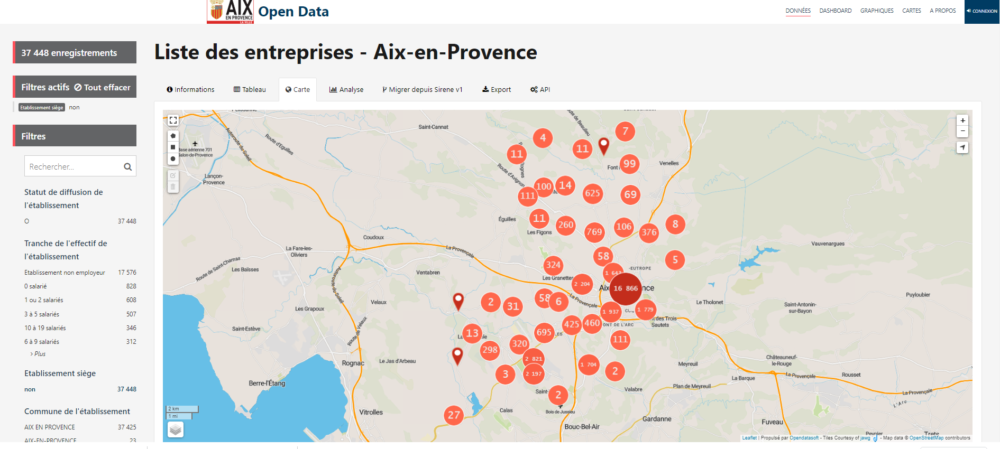 AIX
EN PROVENCE
LA VILLE
Open Data
DONNÉES
DASHBOARD
GRAPHIQUES
CARTES
A PROPOS
CONNEXION
37 448 enregistrements
Filtres actifs Tout effacer
Etablissement siège non
Filtres
Rechercher...
Statut de diffusion de
l'établissement
O 37 448
Tranche de l'effectif de
l'établissement
Etablissement non employeur 17 576
0 salarié 828
1 ou 2 salariés 608
3 à 5 salariés 507
10 à 19 salariés 346
6 à 9 salariés 312
> Plus
Etablissement siège
non 37 448
Commune de l'établissement
AIX EN PROVENCE 37 425
AIX-EN-PROVENCE 23
Liste des entreprises - Aix-en-Provence
Informations
Tableau
Carte
Analyse
Migrer depuis Sirene v1
Export
API
Pélissanne
Saint-Cannat
Route de Beaulieu
7
4
Autoroute du Soleil
Route d'Eguilles
Base aérienne 701
Salon-de-Provence
11
11
99
Font
Venelles
Lançon-
Provence
Route d'Avignon
100
14
111
625
69
11
Éguilles
Les Figons
260
769
106
376
8
Coudoux
La Fare-les-
Oliviers
La Provençale
Vauvenargues
Route de Saint-Chamas
Les Baïsses
Autoroute du Soleil
Ventabren
324
58
5
-EUTROPE
Les Granettes
1 643
2 204
Aix
16 866
nce
Puyloubier
Velaux
Les Grapoux
2
31
58
6
La Provençale
1 937
1 779
Le Tholonet
Saint-Antonin-
sur-Bayon
425
460
ONT DE L'ARC
t des Trois
Sautets
Saint-Estève
Route de Velaux
13
695
LES
111
298
320
2 821
Rognac
Le Jas d'Arbeau
1 704
2
3
2 197
Meyreuil
Châteauneuf-
le-Rouge
La Provençale
Rousset
La Barque
Berre-l'Étang
Plan de Meyreuil
Valabre
Saint-
2
La Provençale
L'Arc
2 km
1 mi
Vitrolles
27
Calas
Bois de Jussieu
Gardanne
Bouc-Bel-Air
Fuveau
Peynier
Trets
Leaflet | Propulsé par Opendatasoft - Tiles Courtesy of jawg - Map data © OpenStreetMap contributors